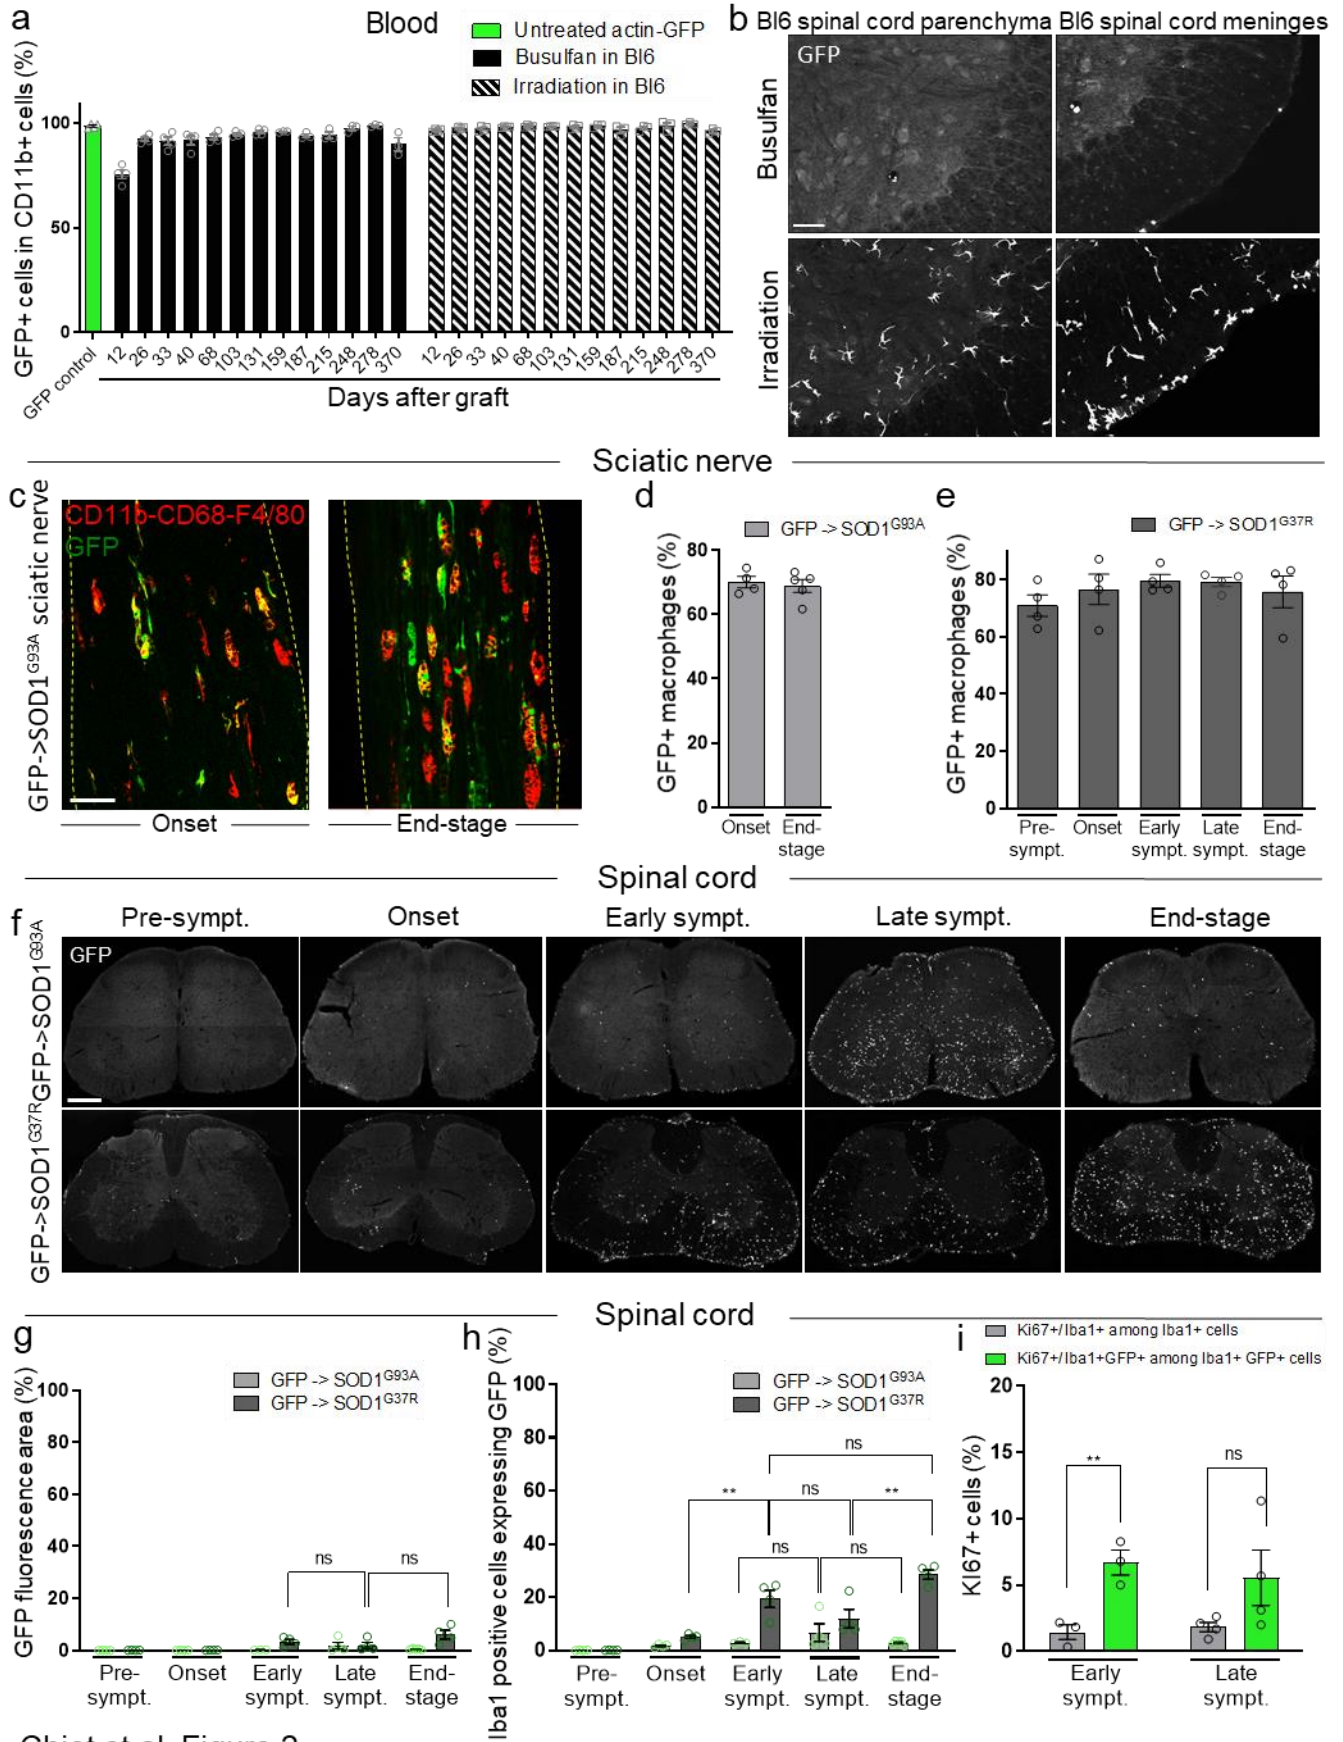 a
Blood
Untreated actin-GFP
Busulfan in Bl6
Irradiation in Bl6
GFP+ cells in CD11b+ cells (%)
100
50
0
GFP control
12 26 33 40 68 103 131 159 187 215 248 278 370
12 26 33 40 68 103 131 159 187 215 248 278 370
Days after graft
b
Bl6 spinal cord parenchyma
Bl6 spinal cord meninges
GFP
Busulfan
Irradiation
Sciatic nerve
c
GFP->SOD1G93A sciatic nerve
CD11b-CD68-F4/80
GFP
Onset
End-stage
d
GFP -> SOD1G93A
GFP+ macrophages (%)
80
60
40
20
0
Onset
End-
stage
e
GFP -> SOD1G37R
GFP+ macrophages (%)
80
60
40
20
0
Pre-
sympt.
Onset
Early
sympt.
Late
sympt.
End-
stage
Spinal cord
f
Pre-sympt.
Onset
Early sympt.
Late sympt.
End-stage
GFP->SOD1G93A
GFP
GFP->SOD1G37R
Spinal cord
g
GFP fluorescence area (%)
GFP -> SOD1G93A
GFP -> SOD1G37R
100
80
60
40
20
0
ns
ns
Pre-
sympt.
Onset
Early
sympt.
Late
sympt.
End-
stage
h
Iba1 positive cells expressing GFP (%)
GFP -> SOD1G93A
GFP -> SOD1G37R
100
80
60
40
20
0
ns
**
ns
**
ns
ns
Pre-
sympt.
Onset
Early
sympt.
Late
sympt.
End-
stage
i
Ki67+/Iba1+ among Iba1+ cells
Ki67+/Iba1+GFP+ among Iba1+ GFP+ cells
KI67+ cells (%)
20
15
10
5
0
**
ns
Early
sympt.
Late
sympt.